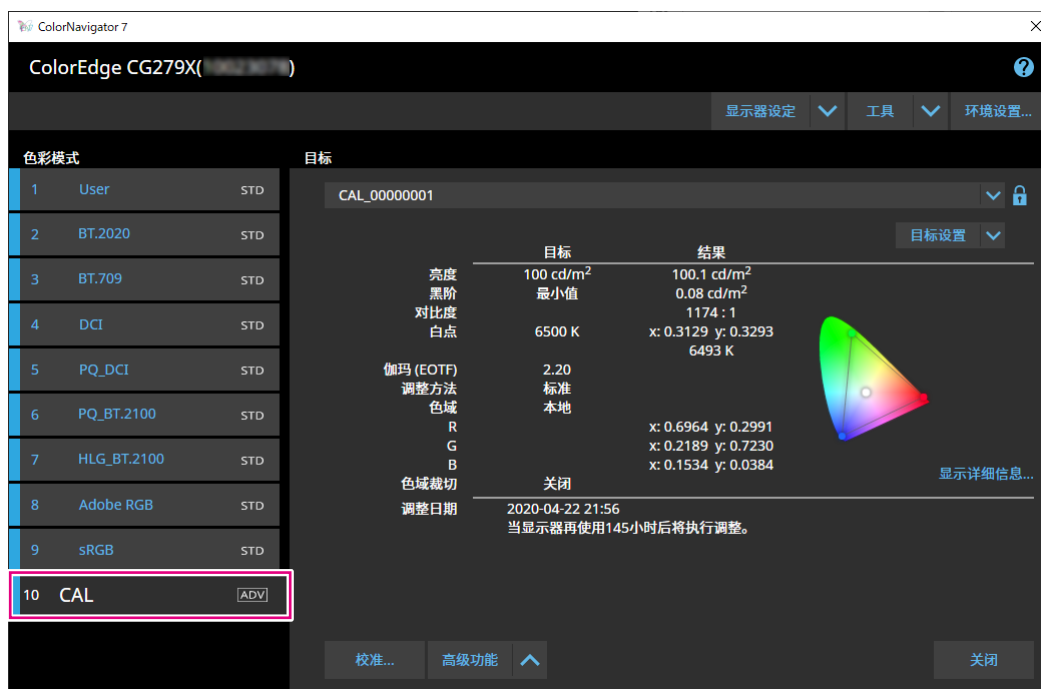 ColorNavigator 7
ColorEdge CG279X( )
显示器设定 工具 环境设置...
色彩模式 目标
1 User STD
2 BT.2020 STD
3 BT.709 STD
4 DCI STD
5 PQ_DCI STD
6 PQ_BT.2100 STD
7 HLG_BT.2100 STD
8 Adobe RGB STD
9 sRGB STD
10 CAL ADV
CAL_00000001
目标设置
目标 结果
亮度 100 cd/m² 100.1 cd/m²
黑阶 最小值 0.08 cd/m²
对比度 1174 : 1
白点 6500 K x: 0.3129 y: 0.3293
6493 K
伽玛 (EOTF) 2.20
调整方法 标准
色域 本地
R x: 0.6964 y: 0.2991
G x: 0.2189 y: 0.7230
B x: 0.1534 y: 0.0384
显示详细信息...
色域裁切 关闭
调整日期 2020-04-22 21:56
当显示器再使用145小时后将执行调整。
校准... 高级功能 关闭